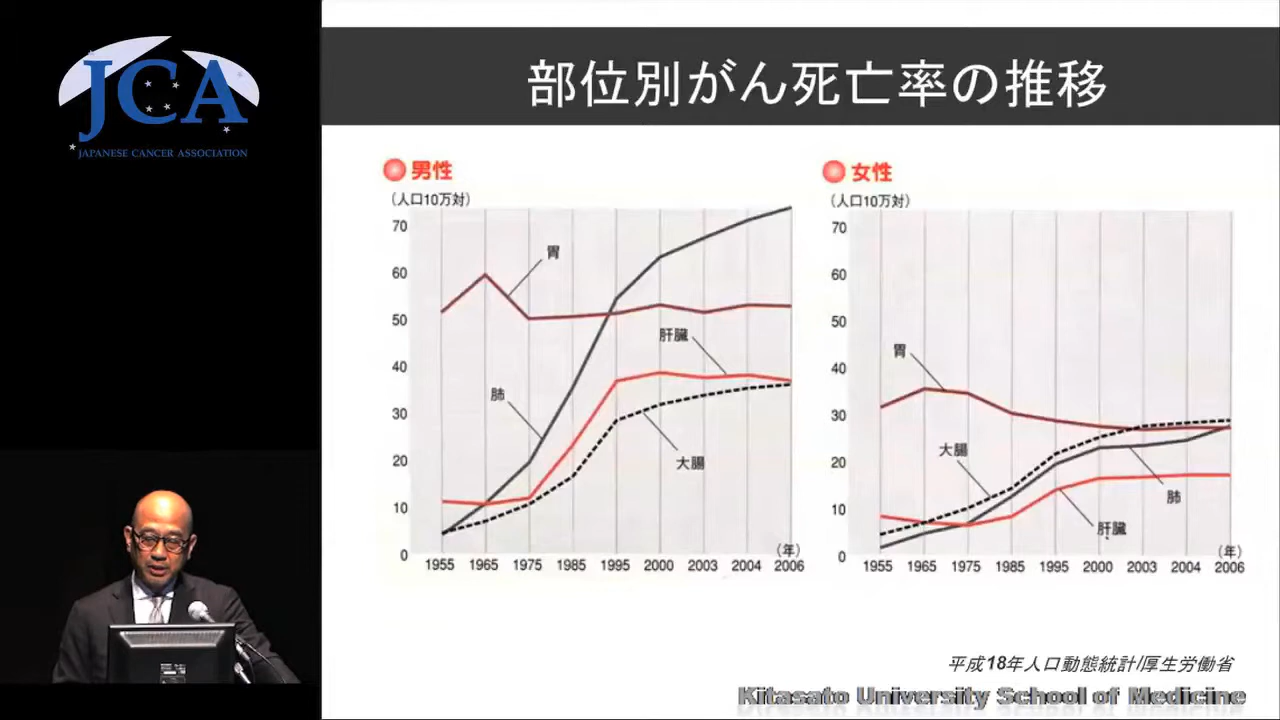 JCA
JAPANESE CANCER ASSOCIATION
部位別がん死亡率の推移
男性
（人口10万対）
70
60
50
40
30
20
10
0
胃
肝臓
肺
大腸
（年）
1955 1965 1975 1985 1995 2000 2003 2004 2006
女性
（人口10万対）
70
60
50
40
30
20
10
0
胃
大腸
肺
肝臓
（年）
1955 1965 1975 1985 1995 2000 2003 2004 2006
平成18年人口動態統計/厚生労働省
Kitasato University School of Medicine